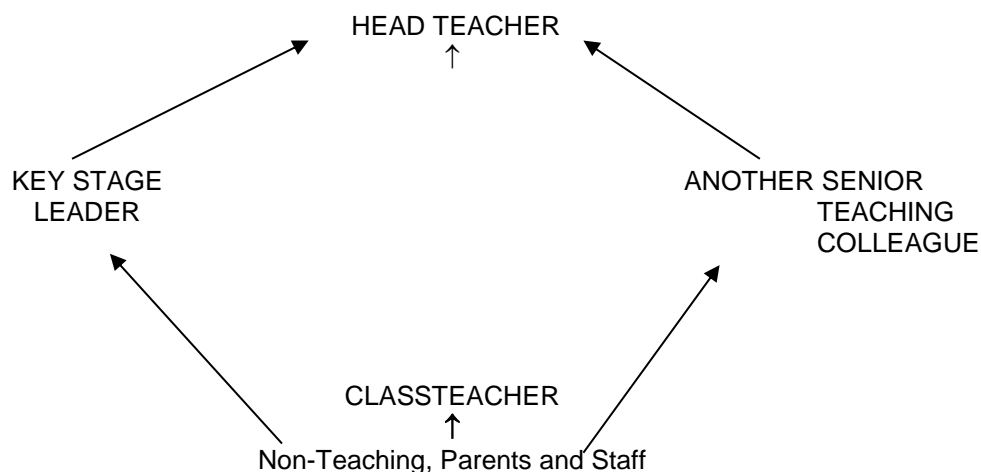 HEAD TEACHER
↑
KEY STAGE
LEADER
ANOTHER SENIOR
TEACHING
COLLEAGUE
CLASSTEACHER
↑
Non-Teaching, Parents and Staff